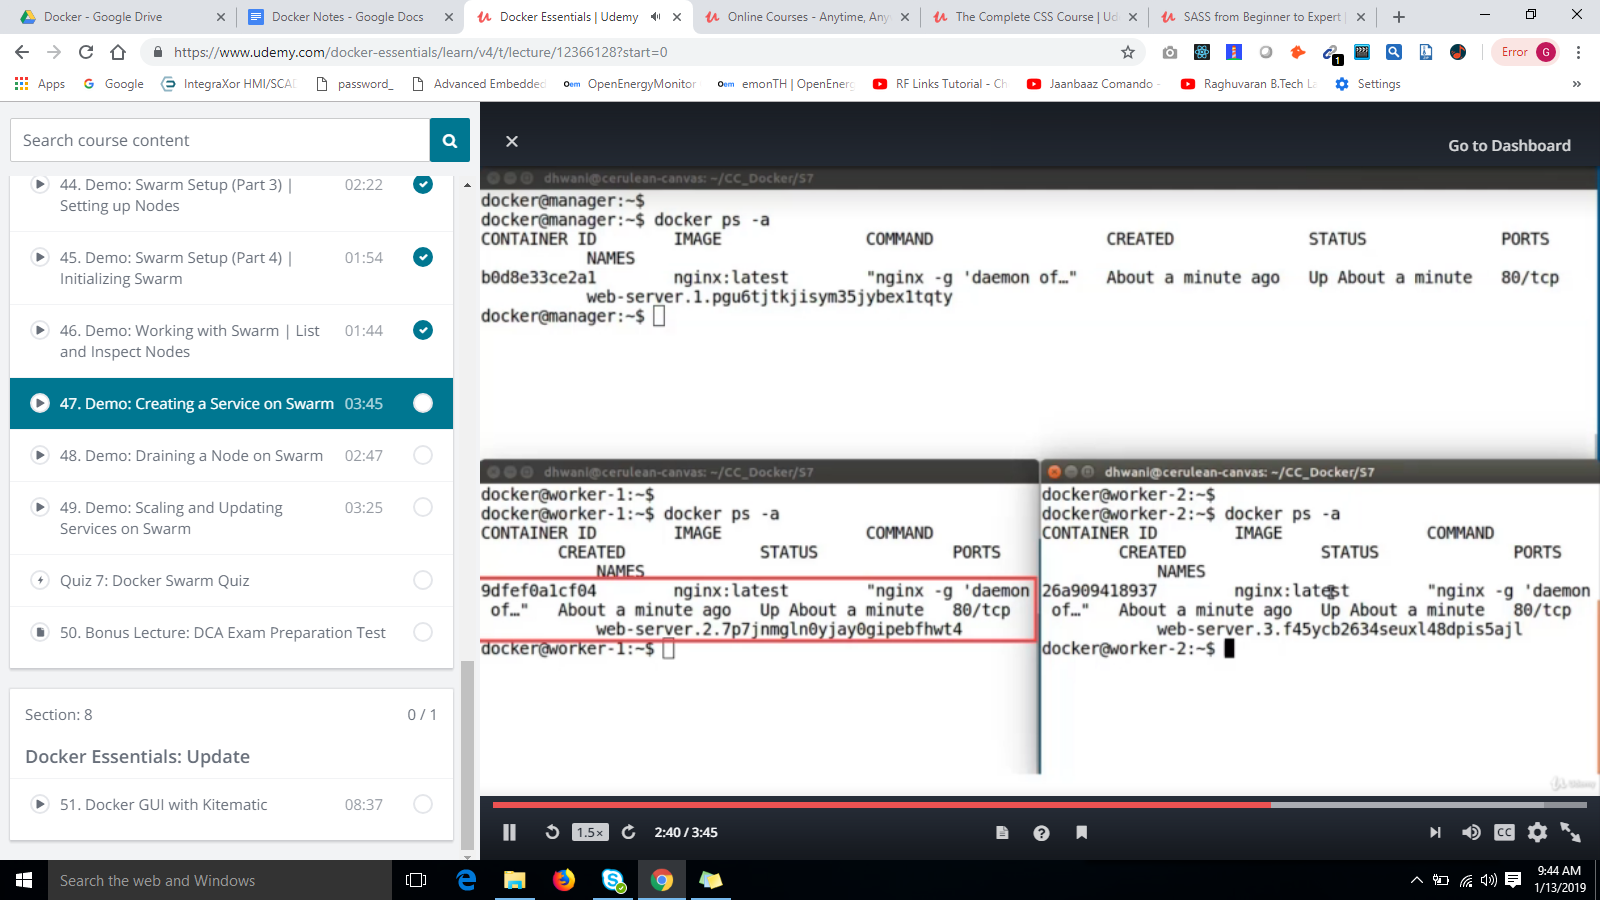 Docker - Google Drive
Docker Notes - Google Docs
Docker Essentials | Udemy
Online Courses - Anytime, Any
The Complete CSS Course | Ud
SASS from Beginner to Expert |
https://www.udemy.com/docker-essentials/learn/v4/t/lecture/12366128?start=0
1
Error G
Apps
Google
IntegraXor HMI/SCAD
password_
Advanced Embedded
Oem OpenEnergyMonitor
Oem emonTH | OpenEnerg
RF Links Tutorial - Ch
Jaanbaaz Comando -
Raghuvaran B.Tech La
Settings
»
Search course content
Go to Dashboard
44. Demo: Swarm Setup (Part 3) | 02:22
Setting up Nodes
45. Demo: Swarm Setup (Part 4) | 01:54
Initializing Swarm
46. Demo: Working with Swarm | List 01:44
and Inspect Nodes
47. Demo: Creating a Service on Swarm 03:45
48. Demo: Draining a Node on Swarm 02:47
49. Demo: Scaling and Updating 03:25
Services on Swarm
Quiz 7: Docker Swarm Quiz
50. Bonus Lecture: DCA Exam Preparation Test
Section: 8 0 / 1
Docker Essentials: Update
51. Docker GUI with Kitematic 08:37
dhwani@cerulean-canvas: ~/CC_Docker/S7
docker@manager:~$
docker@manager:~$ docker ps -a
CONTAINER ID IMAGE COMMAND CREATED STATUS PORTS
NAMES
b0d8e33ce2a1 nginx:latest "nginx -g 'daemon of…" About a minute ago Up About a minute 80/tcp
web-server.1.pgu6tjtkjisym35jybex1tqty
docker@manager:~$
dhwani@cerulean-canvas: ~/CC_Docker/S7
docker@worker-1:~$
docker@worker-1:~$ docker ps -a
CONTAINER ID IMAGE COMMAND
CREATED STATUS PORTS
NAMES
9dfef0a1cf04 nginx:latest "nginx -g 'daemon
of…" About a minute ago Up About a minute 80/tcp
web-server.2.7p7jnmgln0yjay0gipebfhwt4
docker@worker-1:~$
dhwani@cerulean-canvas: ~/CC_Docker/S7
docker@worker-2:~$
docker@worker-2:~$ docker ps -a
CONTAINER ID IMAGE COMMAND
CREATED STATUS PORTS
NAMES
26a909418937 nginx:latest "nginx -g 'daemon
of…" About a minute ago Up About a minute 80/tcp
web-server.3.f45ycb2634seuxl48dpis5ajl
docker@worker-2:~$
Udemy
1.5×
2:40 / 3:45
CC
Search the web and Windows
9:44 AM
1/13/2019